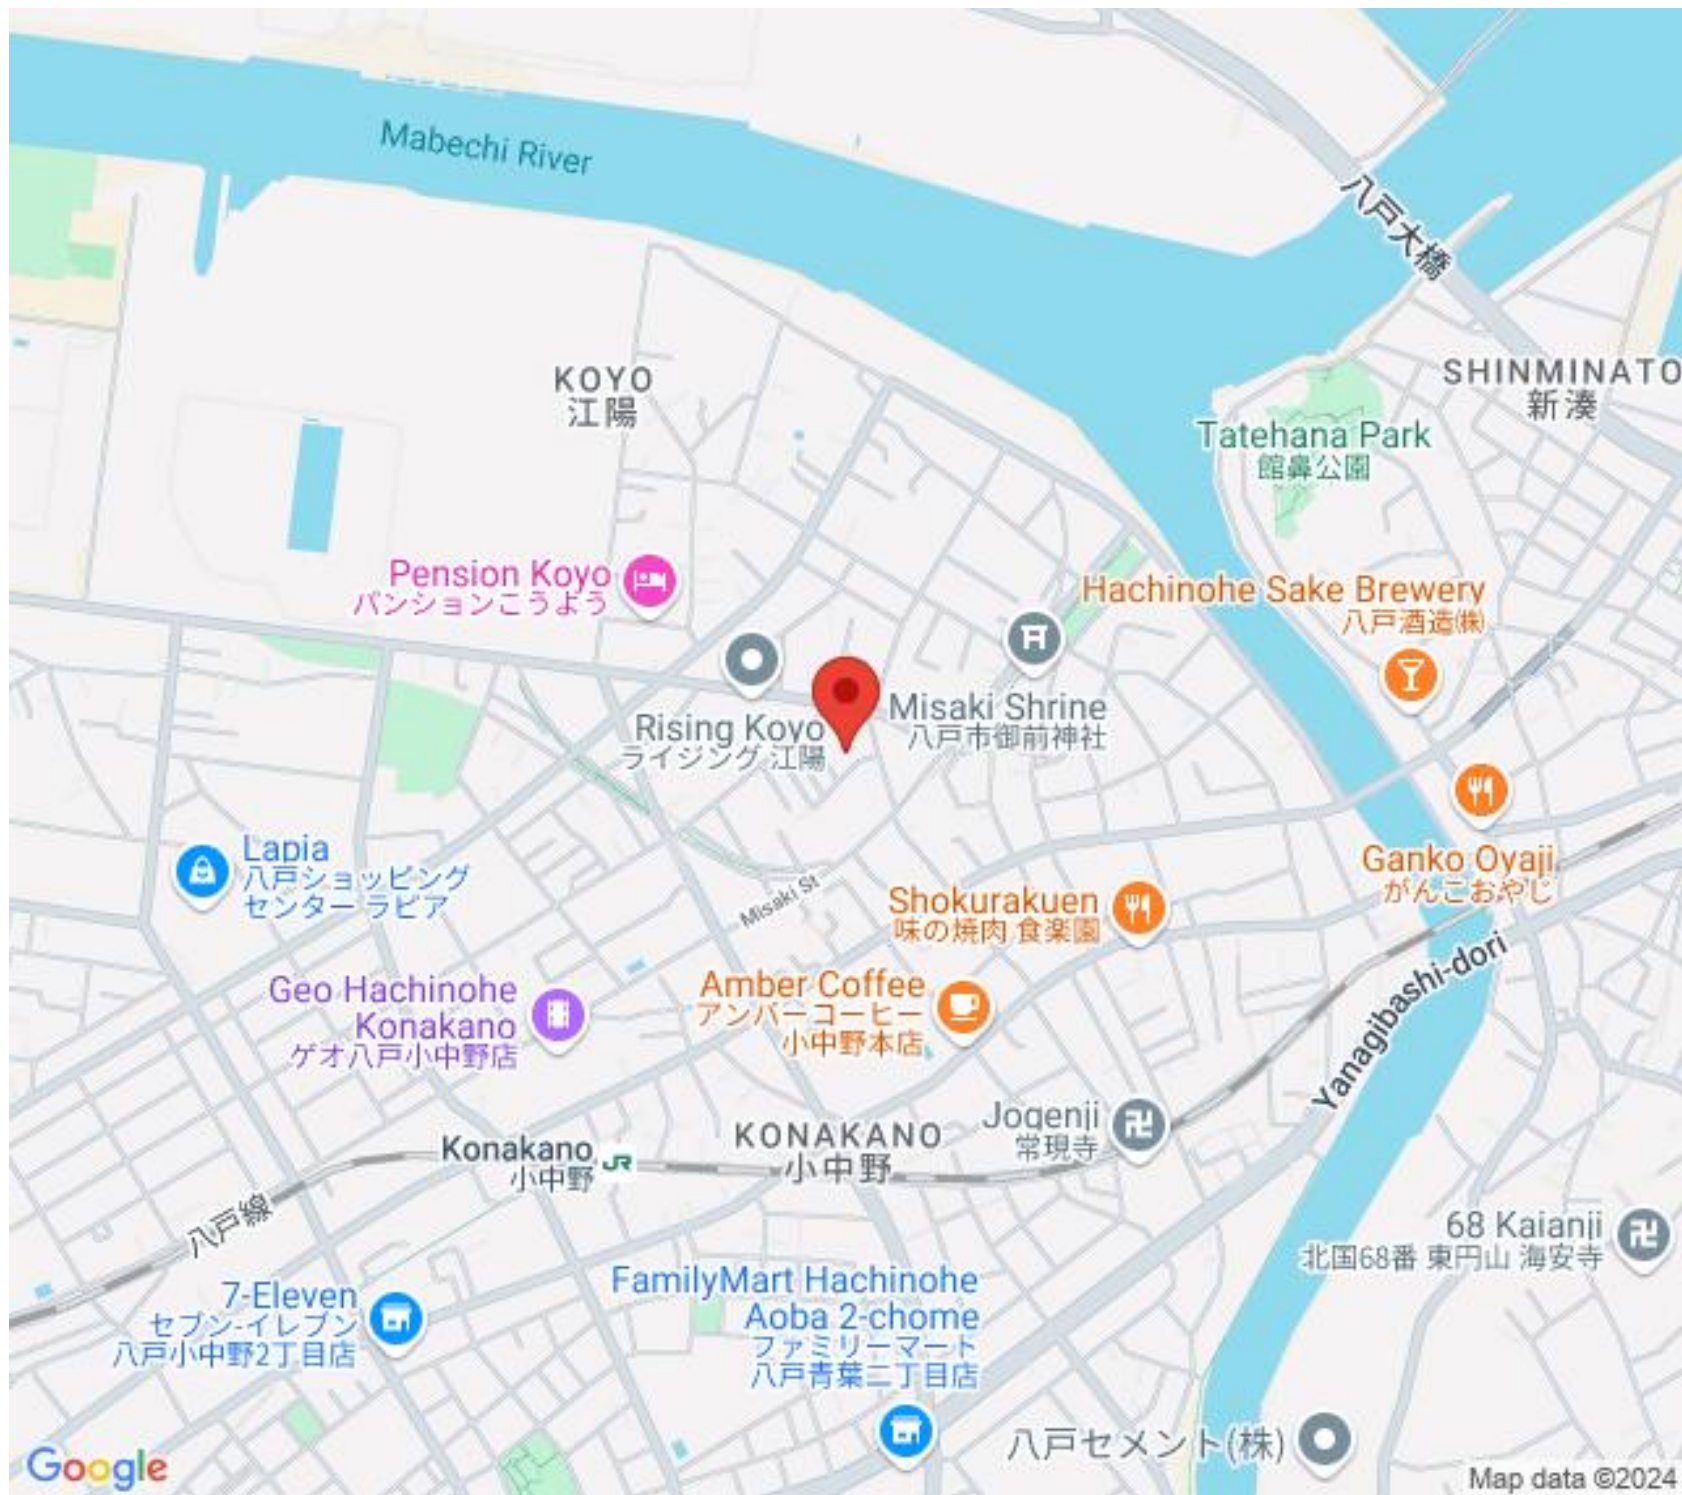 Mabechi River
八戸大橋
KOYO
江陽
SHINMINATO
新湊
Tatehana Park
館鼻公園
Pension Koyo
パンションこうよう
Hachinohe Sake Brewery
八戸酒造㈱
Rising Koyo
ライジング 江陽
Misaki Shrine
八戸市御前神社
Lapia
八戸ショッピング
センター ラピア
Misaki St
Shokurakuen
味の焼肉 食楽園
Ganko Oyaji
がんこおやじ
Geo Hachinohe
Konakano
ゲオ八戸小中野店
Amber Coffee
アンバーコーヒー
小中野本店
Yanagibashi-dori
Konakano
小中野
JR
KONAKANO
小中野
Jogenji
常現寺
八戸線
68 Kaianji
北国68番 東円山 海安寺
7-Eleven
セブン-イレブン
八戸小中野2丁目店
FamilyMart Hachinohe
Aoba 2-chome
ファミリーマート
八戸青葉二丁目店
八戸セメント(株)
Google
Map data ©2024